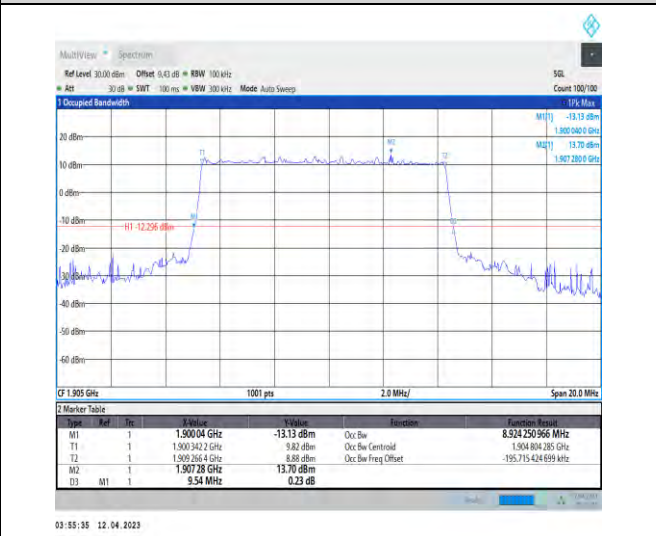 MultiView Spectrum
Ref Level 30.00 dBm Offset 9.43 dB RBW 100 kHz SGL
Att 30 dB SWT 100 ms VBW 300 kHz Mode Auto Sweep Count 100/100
1 Occupied Bandwidth 1Pk Max
M1[1] -13.13 dBm
1.900 040 0 GHz
M2[1] 13.70 dBm
1.907 280 0 GHz
20 dBm
M2
T1 T2
10 dBm
0 dBm
-10 dBm
M1
H1 -12.296 dBm
-20 dBm
-30 dBm
-40 dBm
-50 dBm
-60 dBm
CF 1.905 GHz 1001 pts 2.0 MHz/ Span 20.0 MHz
2 Marker Table
Type Ref Trc X-Value Y-Value Function Function Result
M1 1 1.90004 GHz -13.13 dBm Occ Bw 8.924 250 966 MHz
T1 1 1.900 342 2 GHz 9.82 dBm Occ Bw Centroid 1.904 804 285 GHz
T2 1 1.909 266 4 GHz 8.88 dBm Occ Bw Freq Offset -195.715 424 699 kHz
M2 1 1.907 28 GHz 13.70 dBm
D3 M1 1 9.54 MHz 0.23 dB
03:55:35 12.04.2023